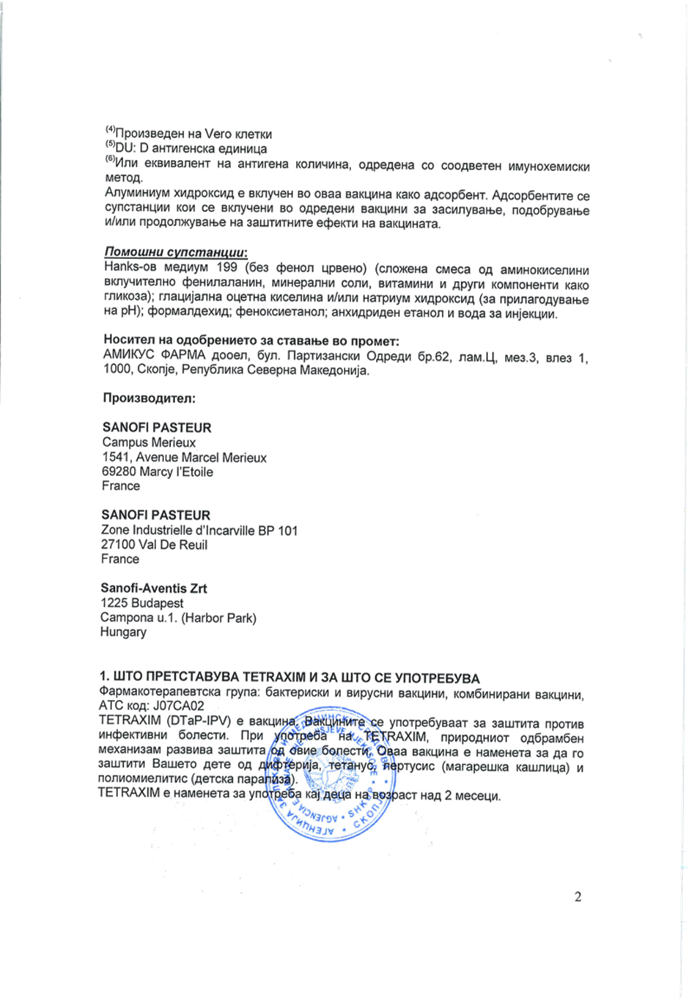 (4)Произведен на Vero клетки
(5)DU: D антигенска единица
(6)Или еквивалент на антигена количина, одредена со соодветен имунохемиски
метод.
Алуминиум хидроксид е вклучен во оваа вакцина како адсорбент. Адсорбентите се
супстанции кои се вклучени во одредени вакцини за засилување, подобрување
и/или продолжување на заштитните ефекти на вакцината.
Помошни супстанции:
Hanks-ов медиум 199 (без фенол црвено) (сложена смеса од аминокиселини
вклучително фенилаланин, минерални соли, витамини и други компоненти како
гликоза); глацијална оцетна киселина и/или натриум хидроксид (за прилагодување
на pH); формалдехид; феноксиетанол; анхидриден етанол и вода за инјекции.
Носител на одобрението за ставање во промет:
АМИКУС ФАРМА дооел, бул. Партизански Одреди бр.62, лам.Ц, мез.3, влез 1,
1000, Скопје, Република Северна Македонија.
Производител:
SANOFI PASTEUR
Campus Merieux
1541, Avenue Marcel Merieux
69280 Marcy l'Etoile
France
SANOFI PASTEUR
Zone Industrielle d'Incarville BP 101
27100 Val De Reuil
France
Sanofi-Aventis Zrt
1225 Budapest
Campona u.1. (Harbor Park)
Hungary
1. ШТО ПРЕТСТАВУВА TETRAXIM И ЗА ШТО СЕ УПОТРЕБУВА
Фармакотерапевтска група: бактериски и вирусни вакцини, комбинирани вакцини,
АТС код: J07CA02
TETRAXIM (DTaP-IPV) е вакцина. Вакцините се употребуваат за заштита против
инфективни болести. При употреба на TETRAXIM, природниот одбрамбен
механизам развива заштита од овие болести. Оваа вакцина е наменета за да го
заштити Вашето дете од дифтерија, тетанус, пертусис (магарешка кашлица) и
полиомиелитис (детска парализа).
TETRAXIM е наменета за употреба кај деца на возраст над 2 месеци.
АГЕНЦИЈА ЗА ЛЕКОВИ И МЕДИЦИНСКИ СРЕДСТВА • СКОПЈЕ •
2